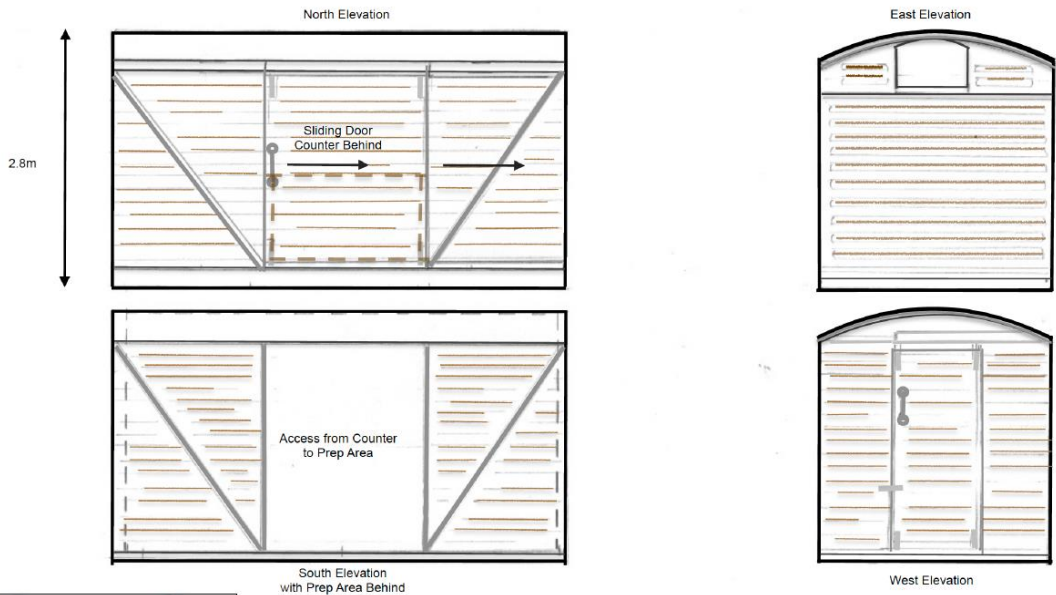 North Elevation
East Elevation
2.8m
Sliding Door
Counter Behind
Access from Counter
to Prep Area
South Elevation
with Prep Area Behind
West Elevation